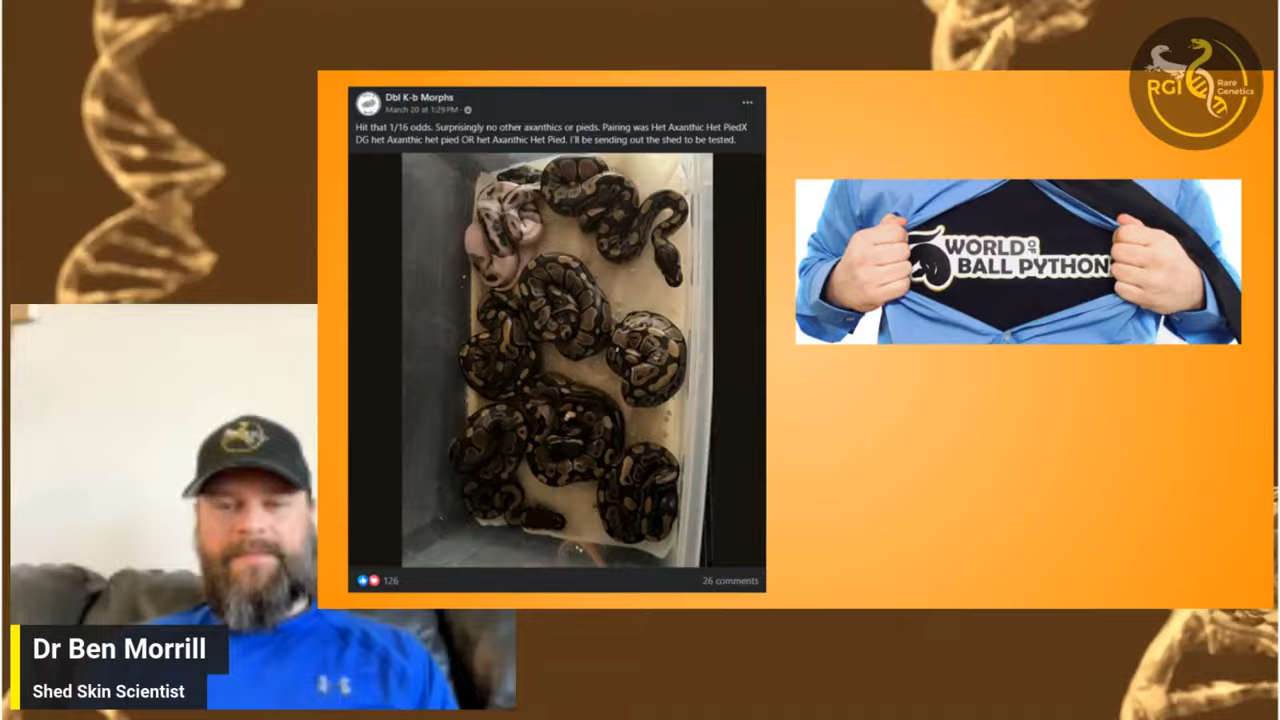 Dbl K-b Morphs
March 20 at 1:29 PM
Hit that 1/16 odds. Surprisingly no other axanthics or pieds. Pairing was Het Axanthic Het PiedX
DG het Axanthic het pied OR het Axanthic Het Pied. I'll be sending out the shed to be tested.
RGI Rare
Genetics
WORLD OF
BALL PYTHON
126
26 comments
Dr Ben Morrill
Shed Skin Scientist